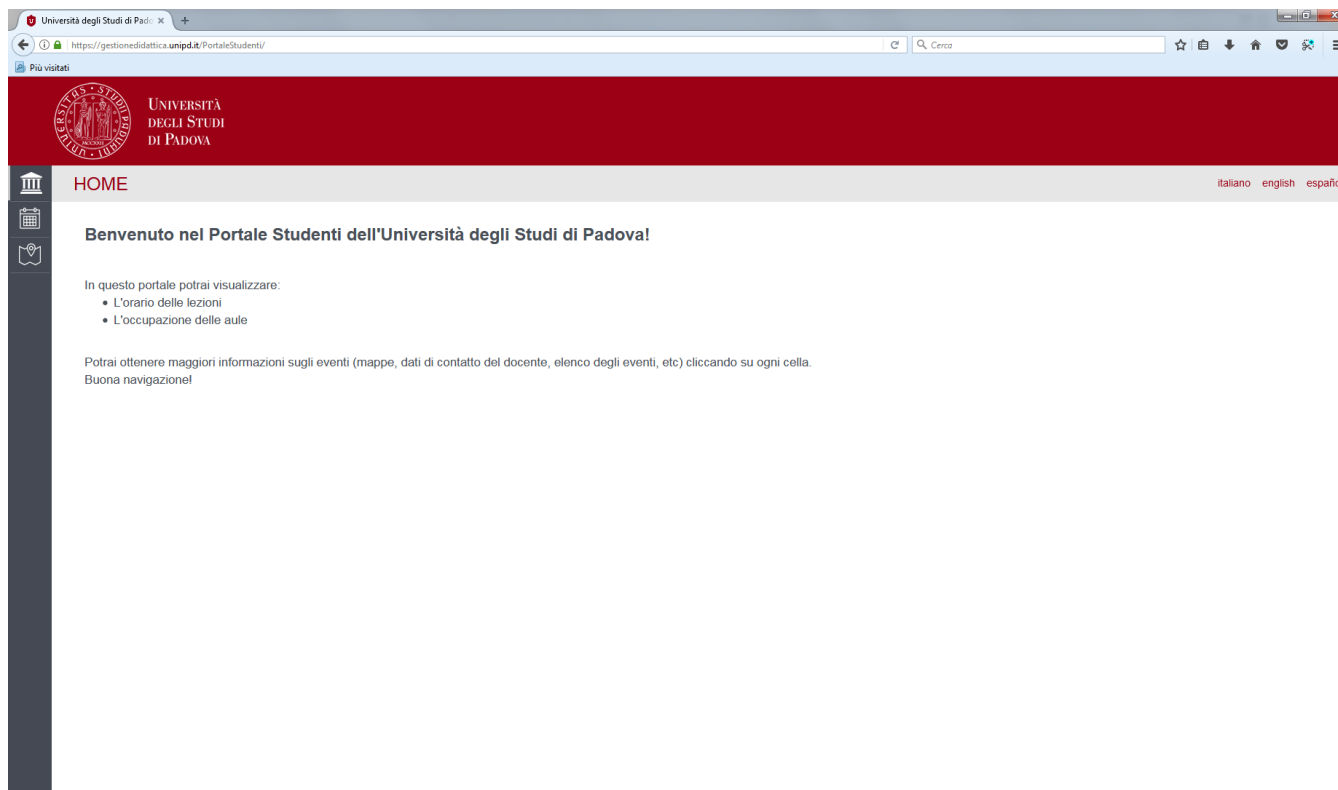 Università degli Studi di Pado
https://gestionedidattica.unipd.it/PortaleStudenti/
Cerca
Più visitati
UNIVERSITÀ
DEGLI STUDI
DI PADOVA
HOME
italiano english españo
Benvenuto nel Portale Studenti dell'Università degli Studi di Padova!
In questo portale potrai visualizzare:
• L'orario delle lezioni
• L'occupazione delle aule
Potrai ottenere maggiori informazioni sugli eventi (mappe, dati di contatto del docente, elenco degli eventi, etc) cliccando su ogni cella.
Buona navigazione!